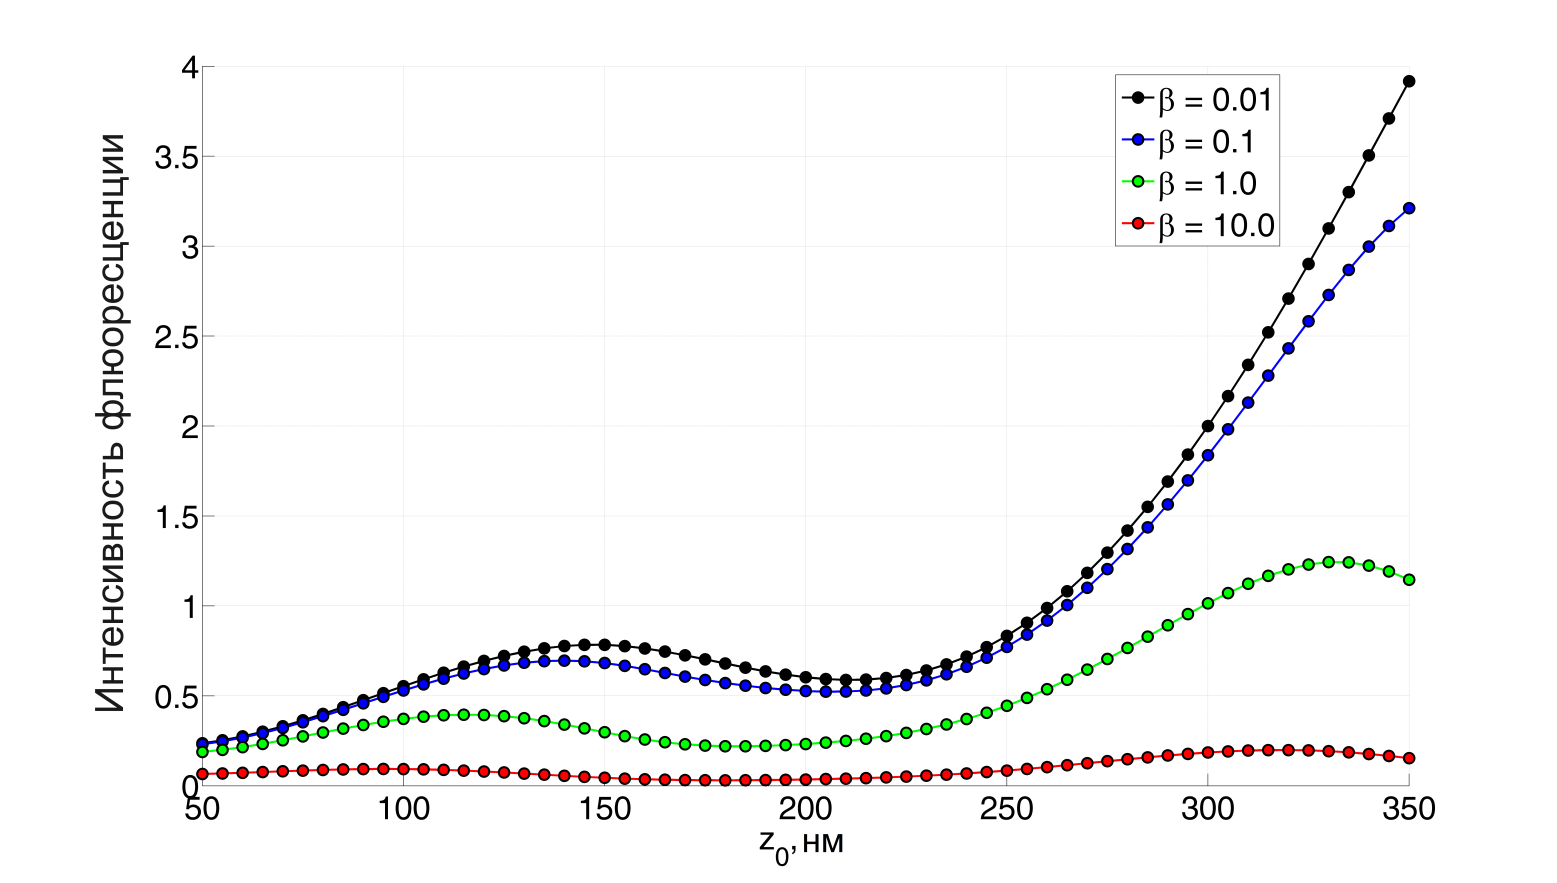 Интенсивность флюоресценции
4
3.5
3
2.5
2
1.5
1
0.5
0
50 100 150 200 250 300 350
z0, нм
β = 0.01
β = 0.1
β = 1.0
β = 10.0